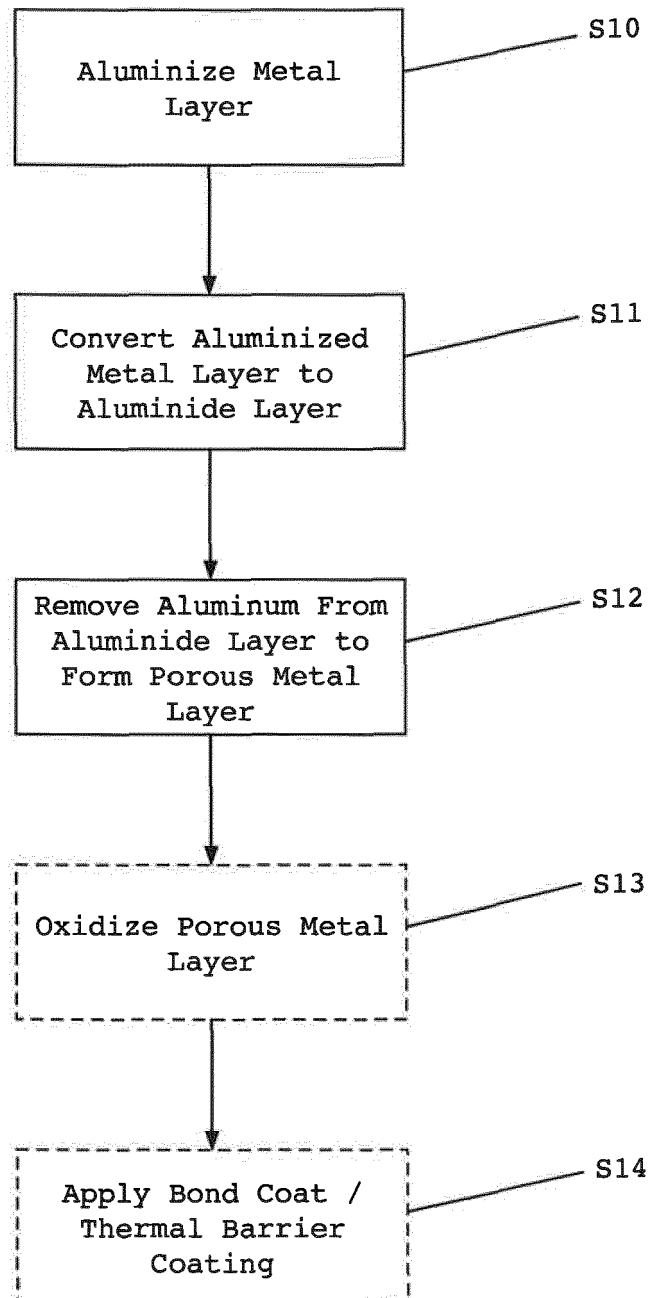 S10
Aluminize Metal
Layer
S11
Convert Aluminized
Metal Layer to
Aluminide Layer
S12
Remove Aluminum From
Aluminide Layer to
Form Porous Metal
Layer
S13
Oxidize Porous Metal
Layer
S14
Apply Bond Coat /
Thermal Barrier
Coating